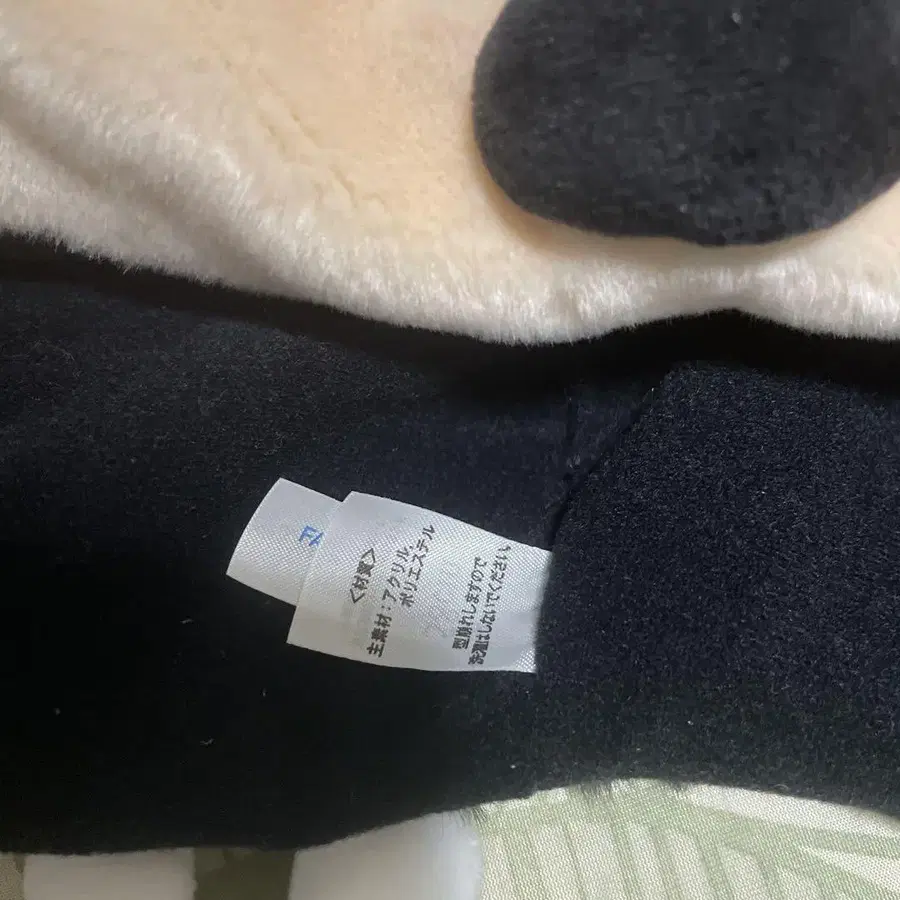 <材質>
主素材：アクリル、
ポリエステル
型崩れしますので
洗濯はしないでください。